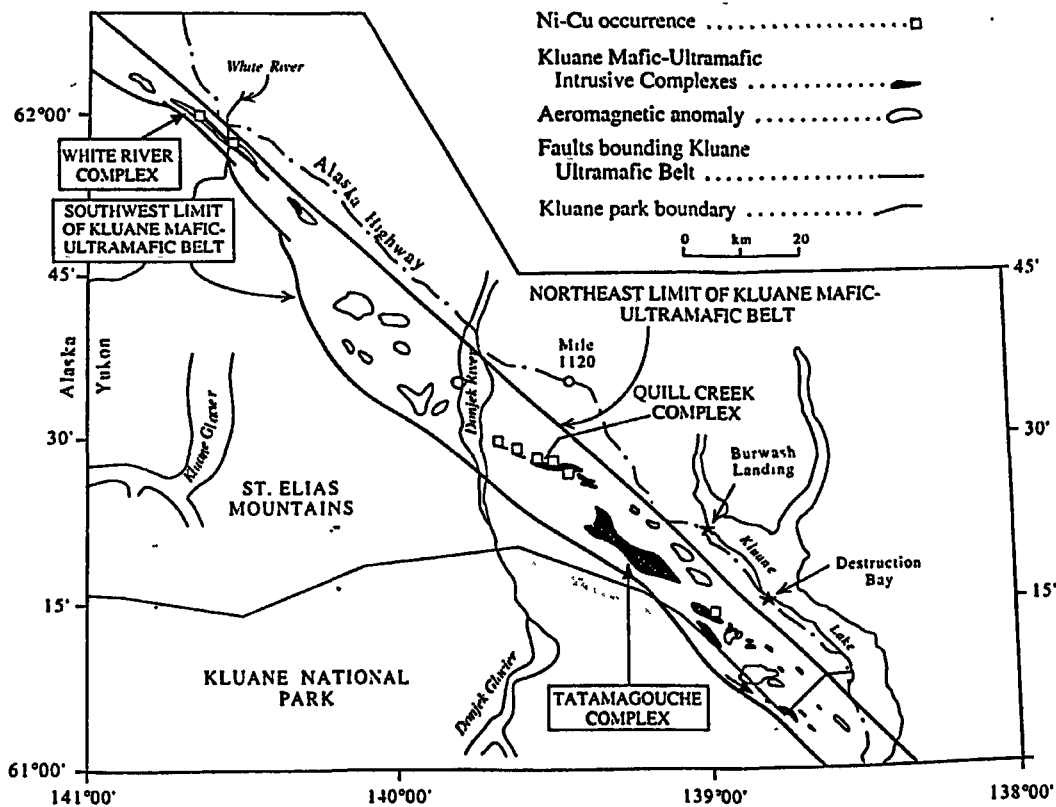 Ni-Cu occurrence
Kluane Mafic-Ultramafic
Intrusive Complexes
Aeromagnetic anomaly
Faults bounding Kluane
Ultramafic Belt
Kluane park boundary
0 km 20
White River
62°00'
WHITE RIVER
COMPLEX
Alaska Highway
SOUTHWEST LIMIT
OF KLUANE MAFIC-
ULTRAMAFIC BELT
45'
45'
NORTHEAST LIMIT OF KLUANE MAFIC-
ULTRAMAFIC BELT
Alaska
Yukon
Mile
1120
Donjek River
QUILL CREEK
COMPLEX
30'
30'
Kluane Glacier
Burwash
Landing
ST. ELIAS
MOUNTAINS
Kluane
Lake
Destruction
Bay
15'
15'
KLUANE NATIONAL
PARK
Donjek Glacier
TATAMAGOUCHE
COMPLEX
61°00'
141°00'
140°00'
139°00'
138°00'